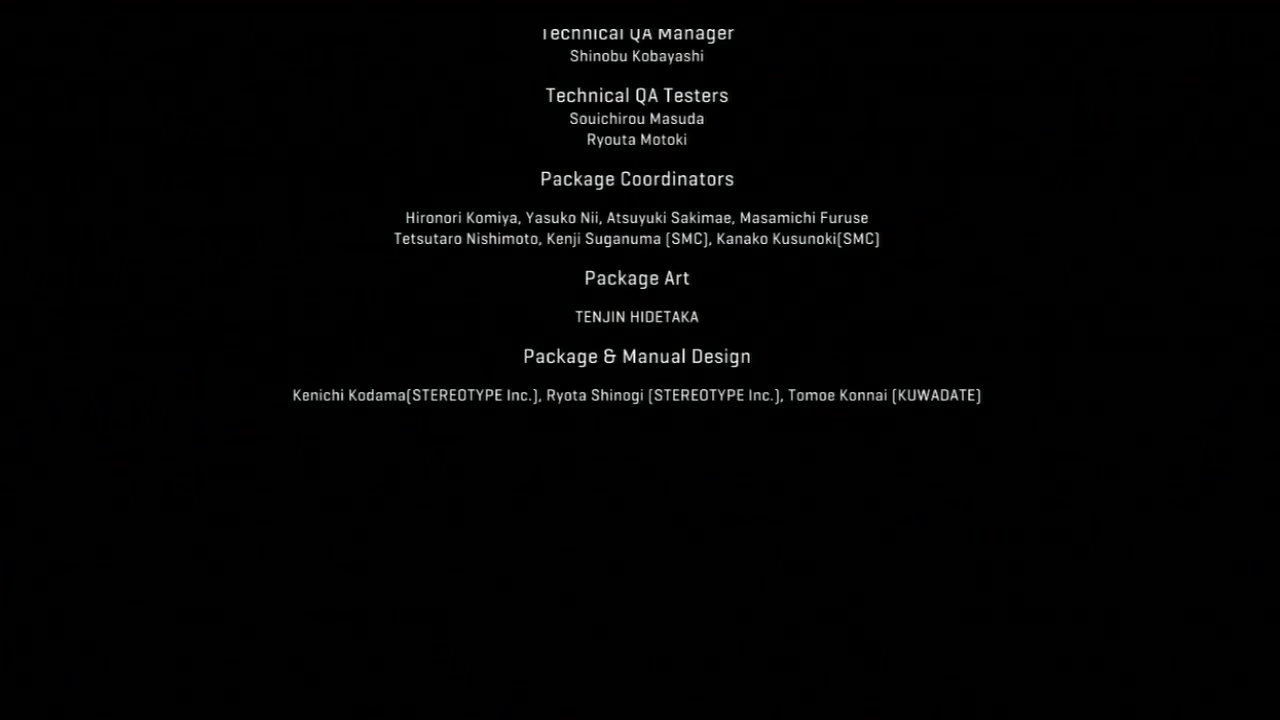 Technical QA Manager
Shinobu Kobayashi
Technical QA Testers
Souichirou Masuda
Ryouta Motoki
Package Coordinators
Hironori Komiya, Yasuko Nii, Atsuyuki Sakimae, Masamichi Furuse
Tetsutaro Nishimoto, Kenji Suganuma [SMC], Kanako Kusunoki[SMC]
Package Art
TENJIN HIDETAKA
Package & Manual Design
Kenichi Kodama[STEREOTYPE Inc.], Ryota Shinogi [STEREOTYPE Inc.], Tomoe Konnai [KUWADATE]